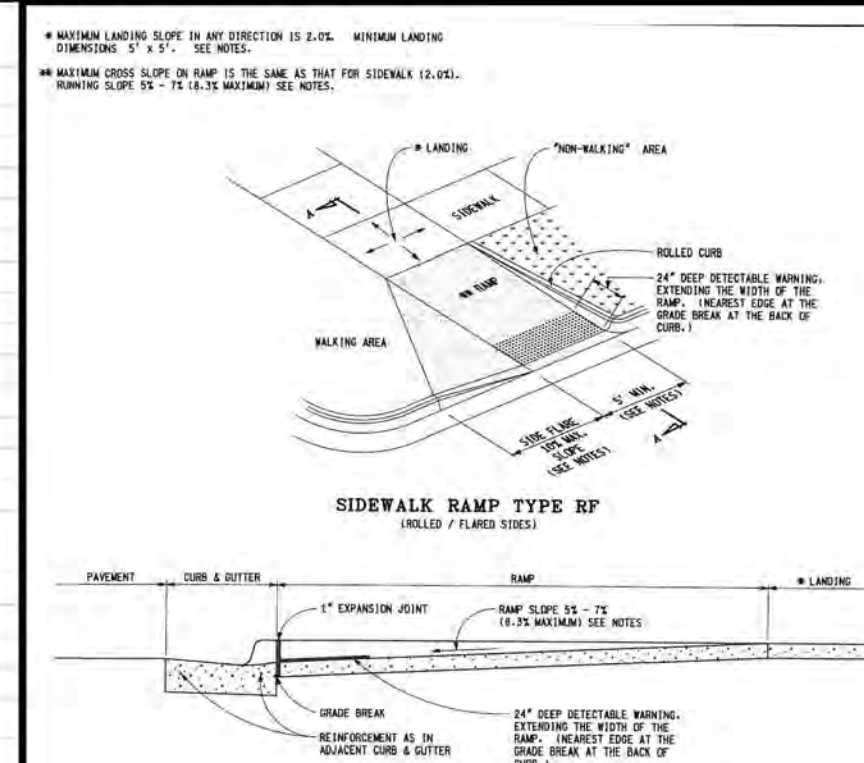 * MAXIMUM LANDING SLOPE IN ANY DIRECTION IS 2.0%. MINIMUM LANDING
DIMENSIONS 5' x 5'. SEE NOTES.
** MAXIMUM CROSS SLOPE ON RAMP IS THE SAME AS THAT FOR SIDEWALK (2.0%).
RUNNING SLOPE 5% - 7% (8.3% MAXIMUM) SEE NOTES.
* LANDING
"NON-WALKING" AREA
A
SIDEWALK
ROLLED CURB
** RAMP
24" DEEP DETECTABLE WARNING,
EXTENDING THE WIDTH OF THE
RAMP. (NEAREST EDGE AT THE
GRADE BREAK AT THE BACK OF
CURB.)
WALKING AREA
5' MIN.
(SEE NOTES)
SIDE FLARE
10% MAX.
SLOPE
(SEE NOTES)
A
SIDEWALK RAMP TYPE RF
(ROLLED / FLARED SIDES)
PAVEMENT
CURB & GUTTER
RAMP
* LANDING
1" EXPANSION JOINT
RAMP SLOPE 5% - 7%
(8.3% MAXIMUM) SEE NOTES
GRADE BREAK
REINFORCEMENT AS IN
ADJACENT CURB & GUTTER
24" DEEP DETECTABLE WARNING,
EXTENDING THE WIDTH OF THE
RAMP. (NEAREST EDGE AT THE
GRADE BREAK AT THE BACK OF
CURB.)